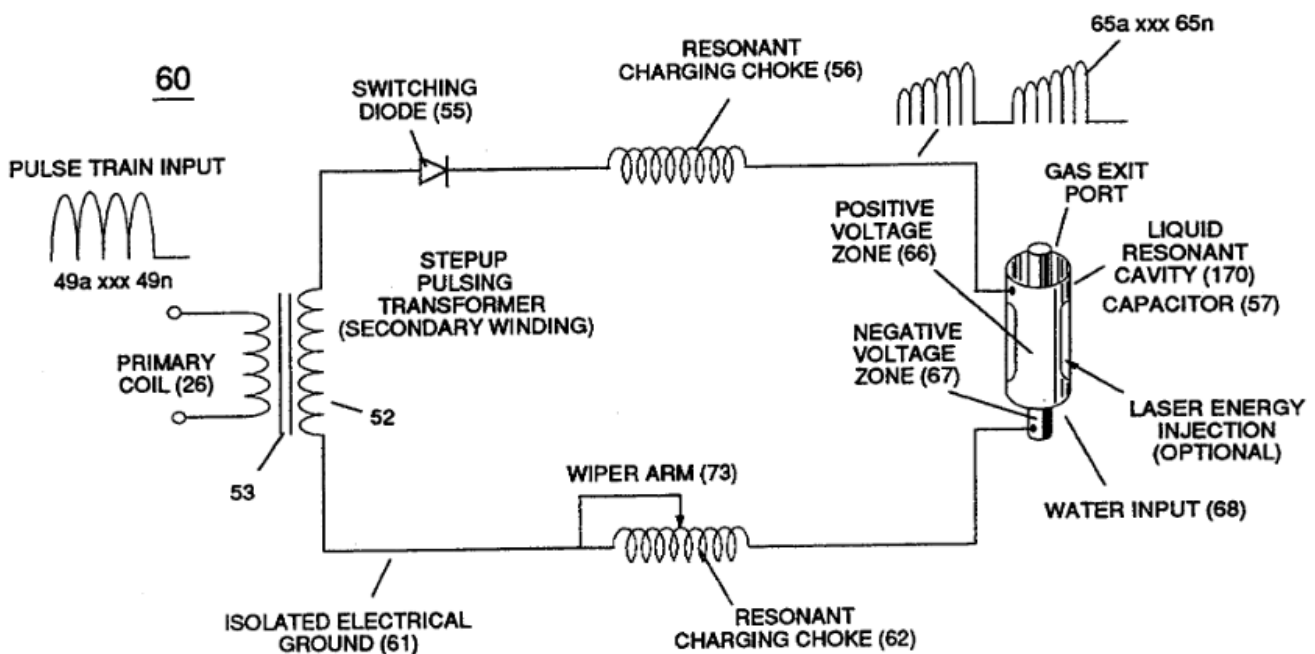 60
PULSE TRAIN INPUT
49a xxx 49n
PRIMARY
COIL (26)
53
52
STEPUP
PULSING
TRANSFORMER
(SECONDARY WINDING)
SWITCHING
DIODE (55)
RESONANT
CHARGING CHOKE (56)
65a xxx 65n
GAS EXIT
PORT
POSITIVE
VOLTAGE
ZONE (66)
LIQUID
RESONANT
CAVITY (170)
CAPACITOR (57)
NEGATIVE
VOLTAGE
ZONE (67)
LASER ENERGY
INJECTION
(OPTIONAL)
WATER INPUT (68)
WIPER ARM (73)
ISOLATED ELECTRICAL
GROUND (61)
RESONANT
CHARGING CHOKE (62)